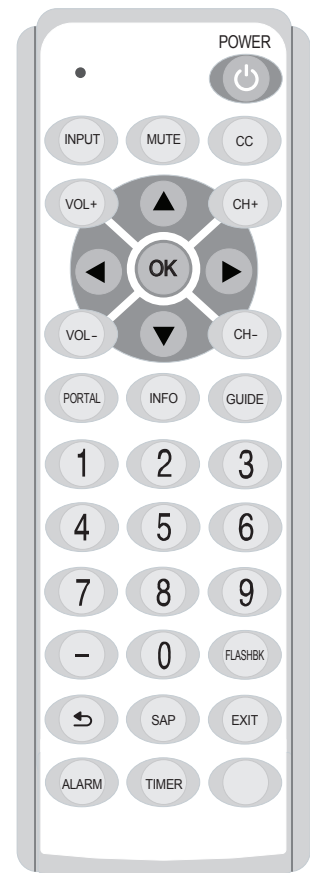 POWER
INPUT MUTE CC
VOL+ CH+
OK
VOL− CH−
PORTAL INFO GUIDE
1 2 3
4 5 6
7 8 9
− 0 FLASHBK
SAP EXIT
ALARM TIMER